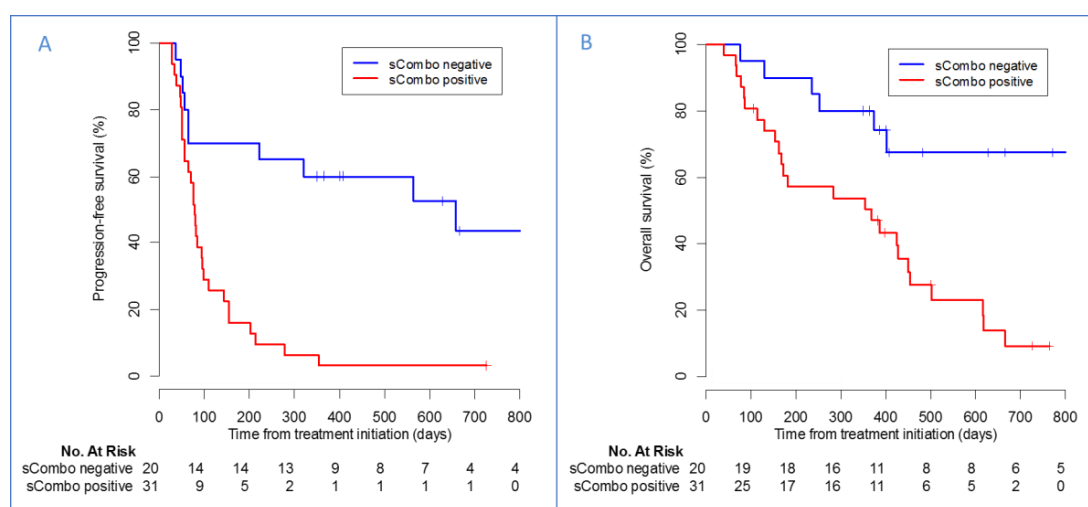 A
Progression-free survival (%)
100
80
60
40
20
0
sCombo negative
sCombo positive
0 100 200 300 400 500 600 700 800
Time from treatment initiation (days)
No. At Risk
sCombo negative 20 14 14 13 9 8 7 4 4
sCombo positive 31 9 5 2 1 1 1 1 0
B
Overall survival (%)
100
80
60
40
20
0
sCombo negative
sCombo positive
0 100 200 300 400 500 600 700 800
Time from treatment initiation (days)
No. At Risk
sCombo negative 20 19 18 16 11 8 8 6 5
sCombo positive 31 25 17 16 11 6 5 2 0